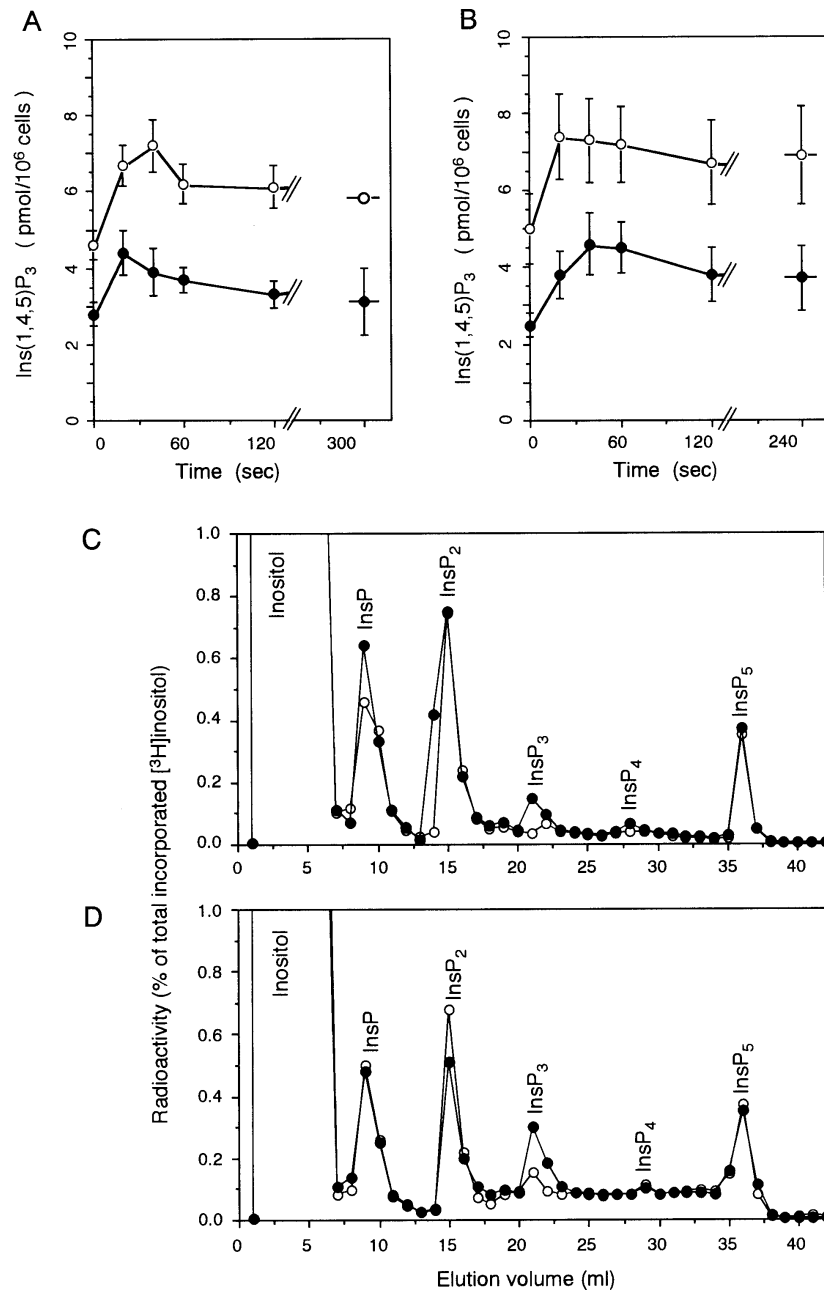 A
Ins(1,4,5)P3 ( pmol/10⁶ cells )
10
8
6
4
2
0
0 60 120 300
Time (sec)
B
Ins(1,4,5)P3 ( pmol/10⁶ cells )
10
8
6
4
2
0
0 60 120 240
Time (sec)
Radioactivity (% of total incorporated [³H]inositol)
C
1.0
0.8
0.6
0.4
0.2
0.0
Inositol
InsP
InsP2
InsP3
InsP4
InsP5
0 5 10 15 20 25 30 35 40
D
1.0
0.8
0.6
0.4
0.2
0.0
Inositol
InsP
InsP2
InsP3
InsP4
InsP5
0 5 10 15 20 25 30 35 40
Elution volume (ml)